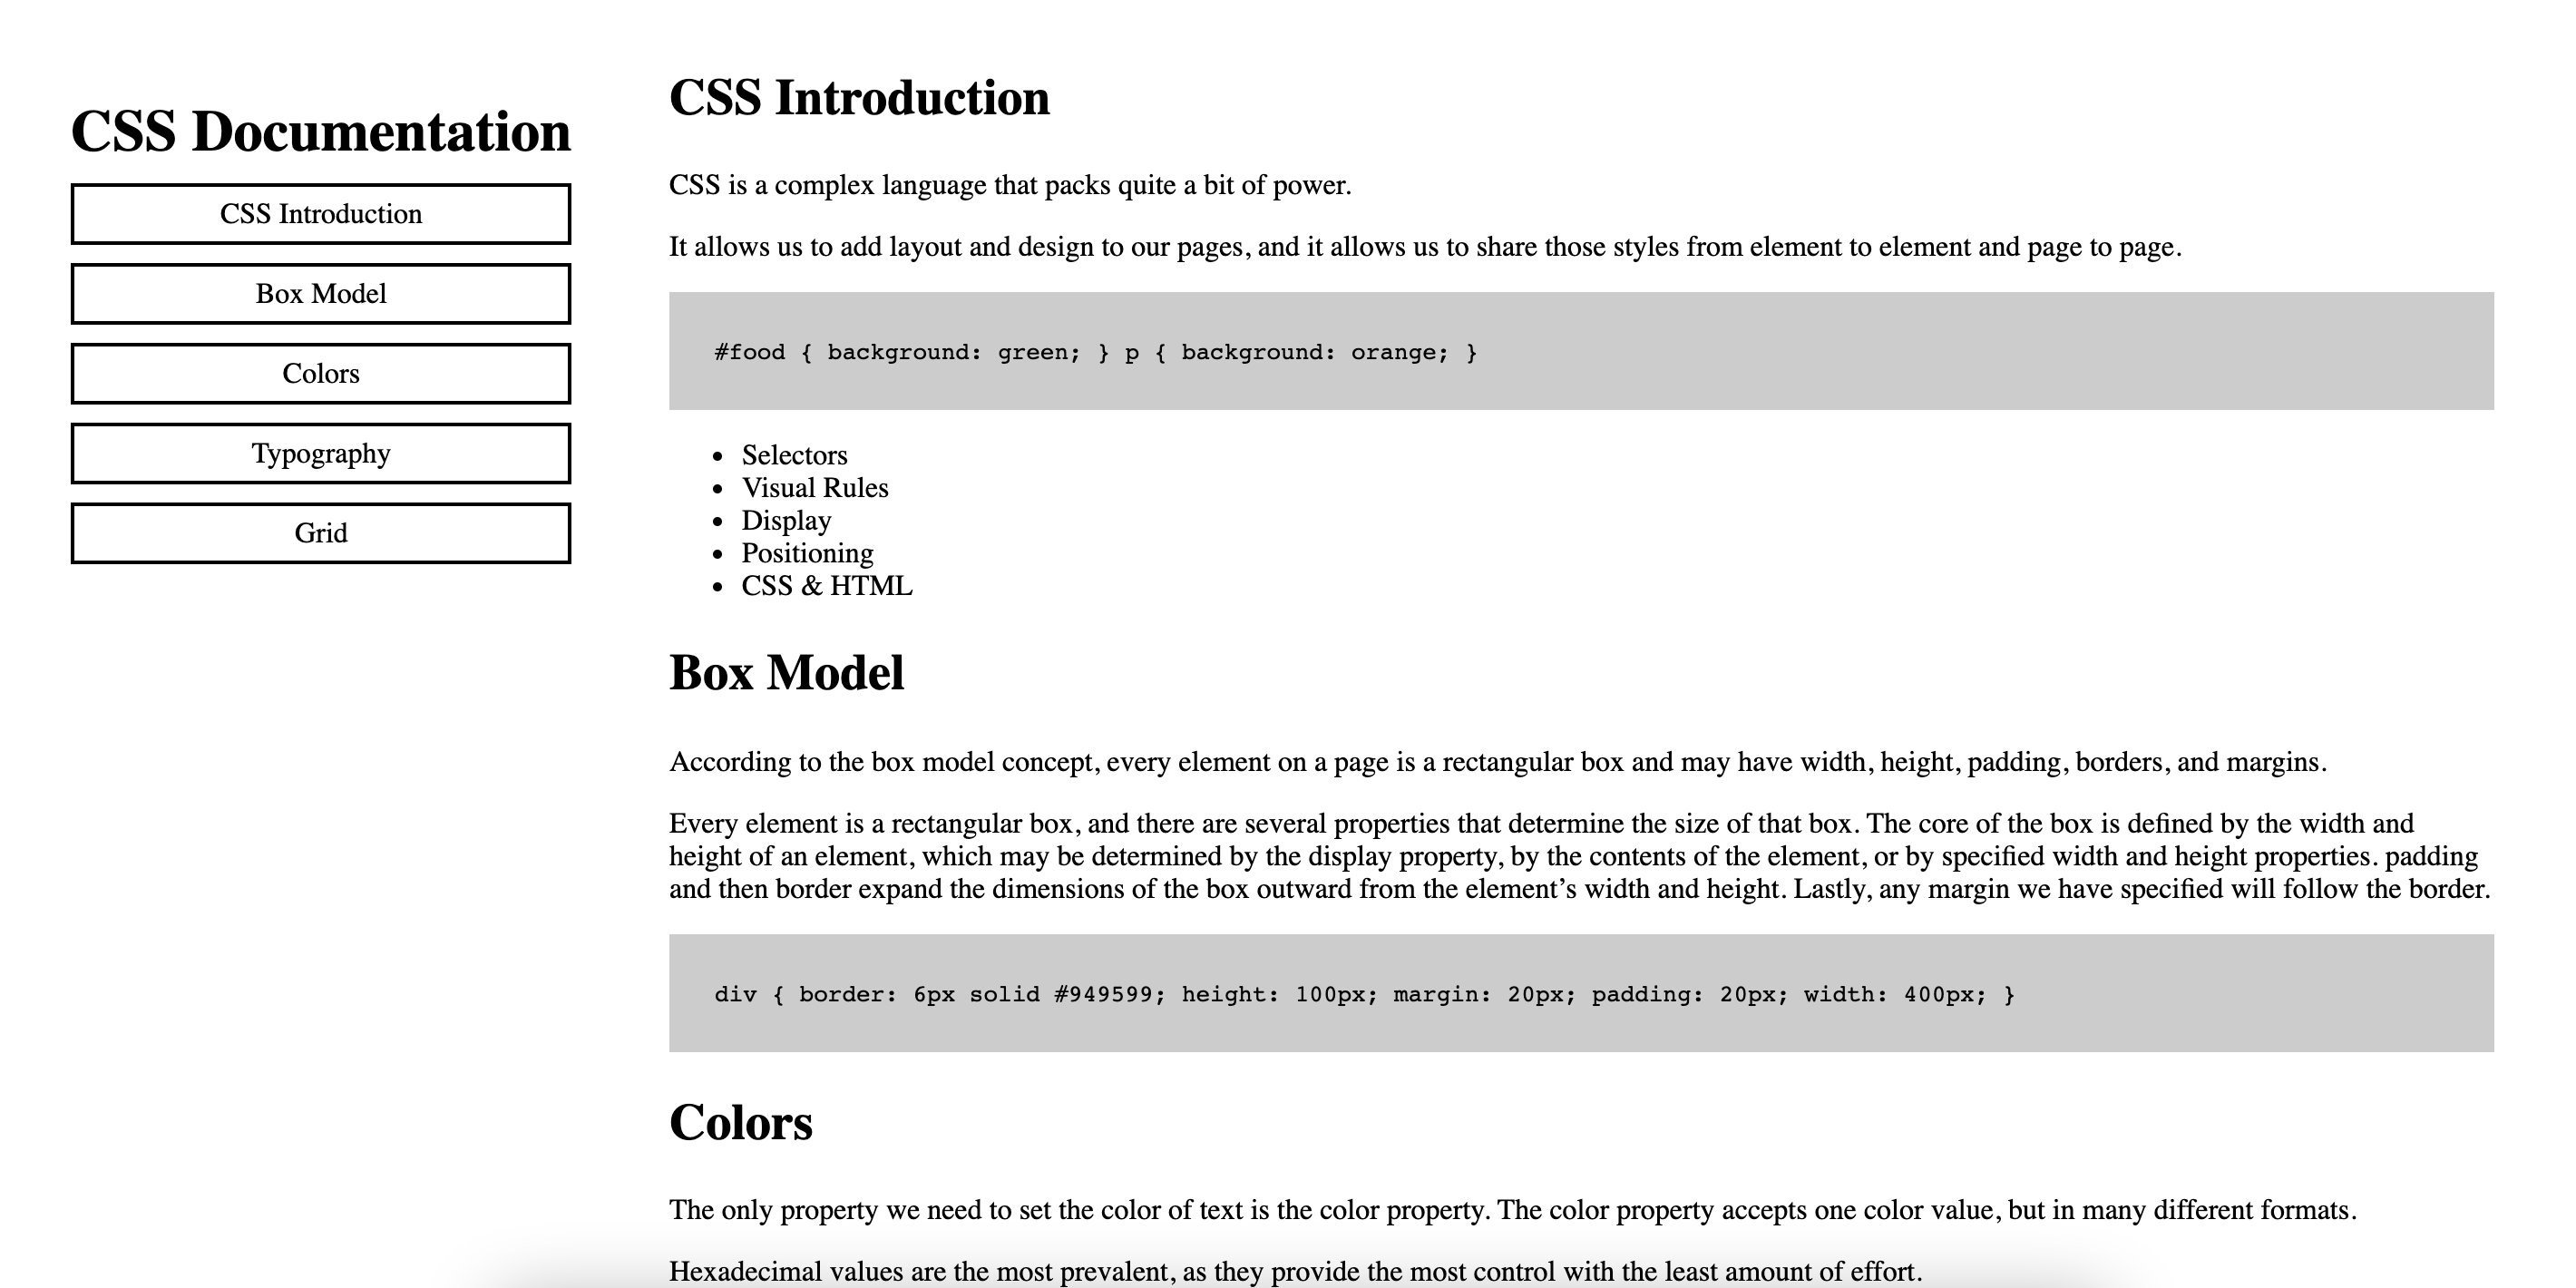 CSS Documentation
CSS Introduction
Box Model
Colors
Typography
Grid
CSS Introduction
CSS is a complex language that packs quite a bit of power.
It allows us to add layout and design to our pages, and it allows us to share those styles from element to element and page to page.
#food { background: green; } p { background: orange; }
• Selectors
• Visual Rules
• Display
• Positioning
• CSS & HTML
Box Model
According to the box model concept, every element on a page is a rectangular box and may have width, height, padding, borders, and margins.
Every element is a rectangular box, and there are several properties that determine the size of that box. The core of the box is defined by the width and
height of an element, which may be determined by the display property, by the contents of the element, or by specified width and height properties. padding
and then border expand the dimensions of the box outward from the element’s width and height. Lastly, any margin we have specified will follow the border.
div { border: 6px solid #949599; height: 100px; margin: 20px; padding: 20px; width: 400px; }
Colors
The only property we need to set the color of text is the color property. The color property accepts one color value, but in many different formats.
Hexadecimal values are the most prevalent, as they provide the most control with the least amount of effort.